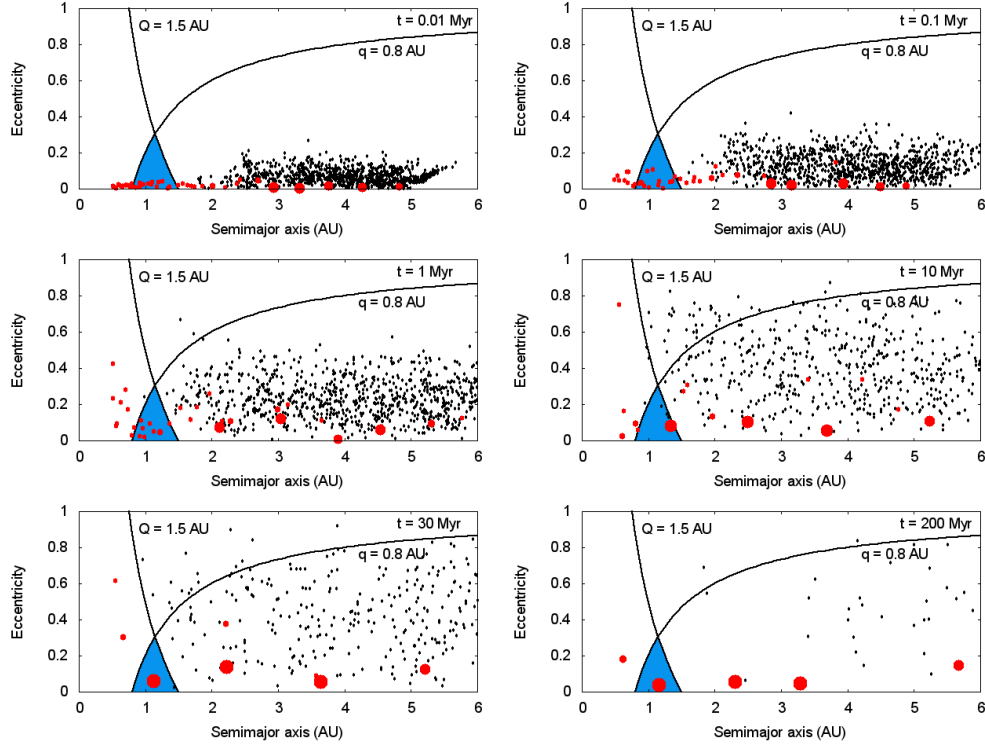 t = 0.01 Myr
Q = 1.5 AU
q = 0.8 AU
1
0.8
0.6
0.4
0.2
0
Eccentricity
0 1 2 3 4 5 6
Semimajor axis (AU)
t = 0.1 Myr
Q = 1.5 AU
q = 0.8 AU
1
0.8
0.6
0.4
0.2
0
Eccentricity
0 1 2 3 4 5 6
Semimajor axis (AU)
t = 1 Myr
Q = 1.5 AU
q = 0.8 AU
1
0.8
0.6
0.4
0.2
0
Eccentricity
0 1 2 3 4 5 6
Semimajor axis (AU)
t = 10 Myr
Q = 1.5 AU
q = 0.8 AU
1
0.8
0.6
0.4
0.2
0
Eccentricity
0 1 2 3 4 5 6
Semimajor axis (AU)
t = 30 Myr
Q = 1.5 AU
q = 0.8 AU
1
0.8
0.6
0.4
0.2
0
Eccentricity
0 1 2 3 4 5 6
Semimajor axis (AU)
t = 200 Myr
Q = 1.5 AU
q = 0.8 AU
1
0.8
0.6
0.4
0.2
0
Eccentricity
0 1 2 3 4 5 6
Semimajor axis (AU)